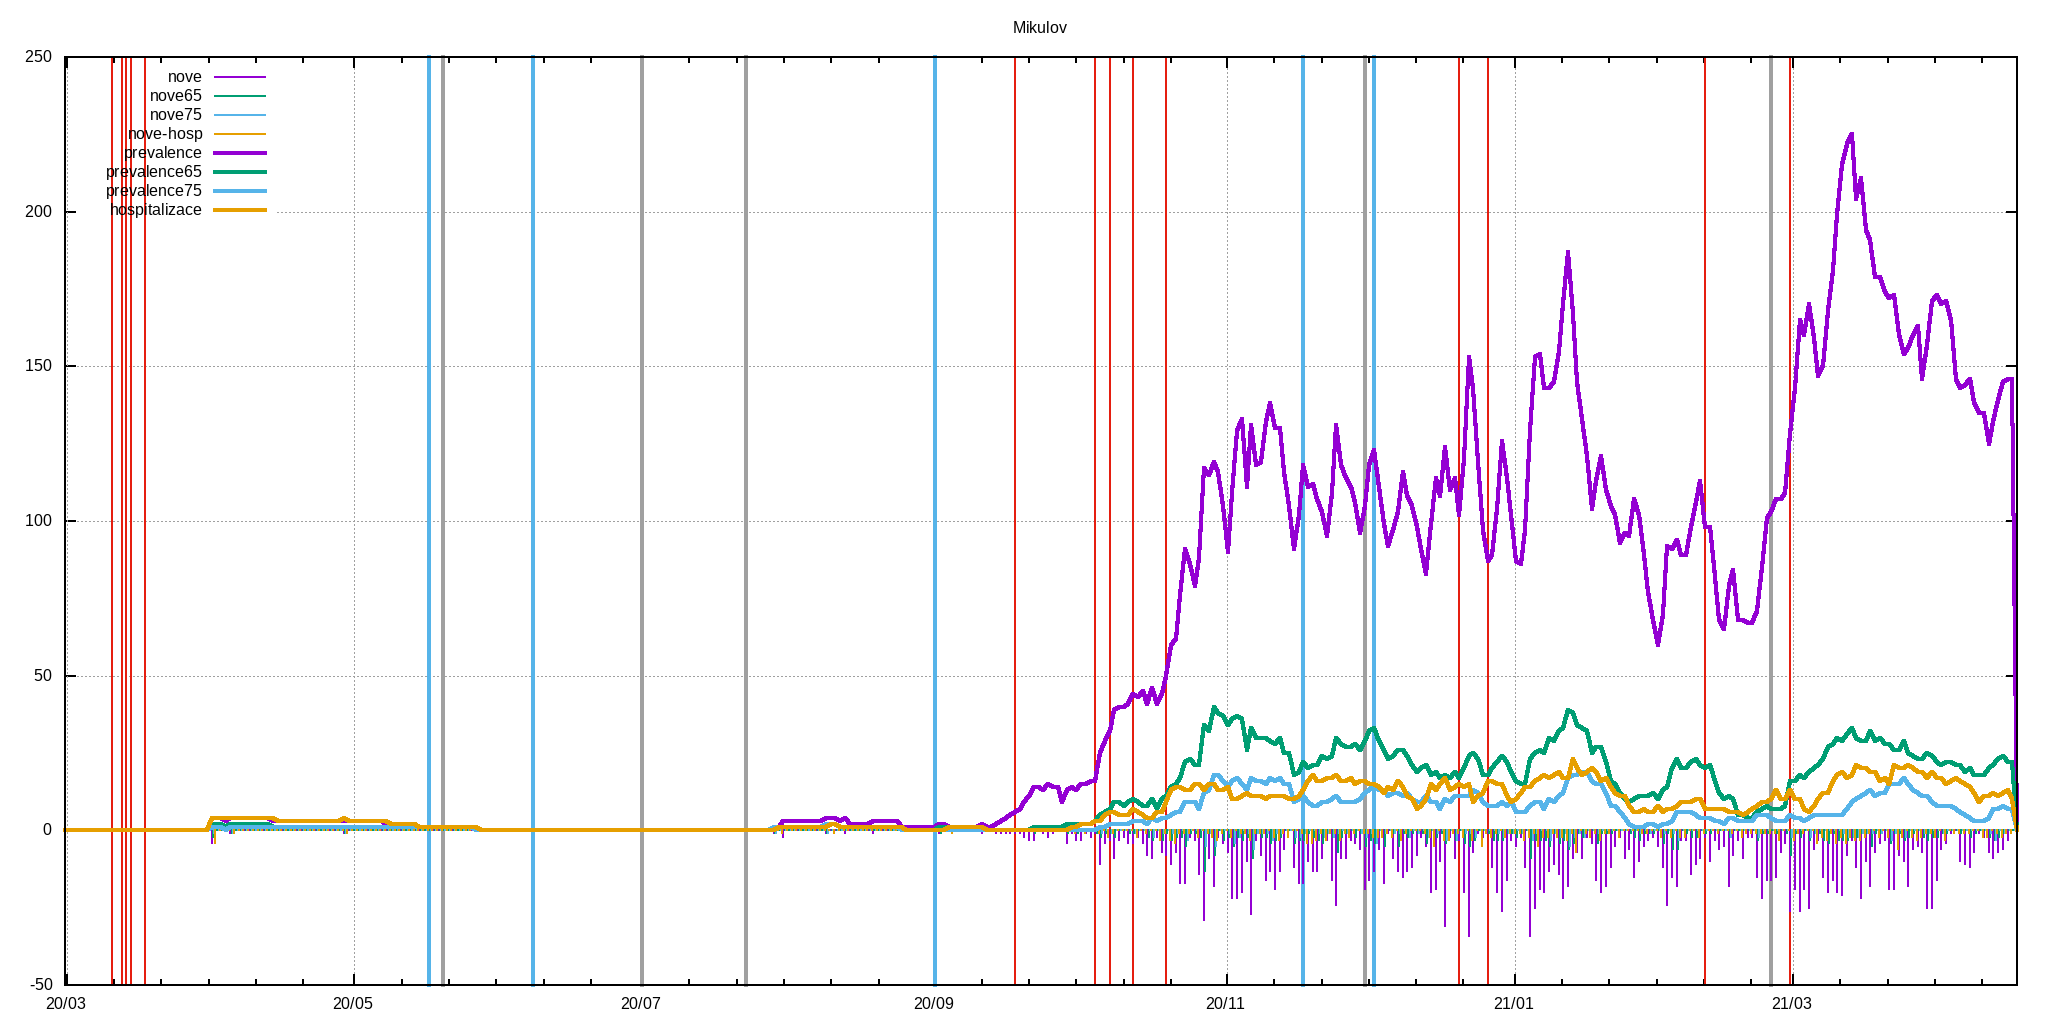 Mikulov
250
200
150
100
50
0
-50
nove
nove65
nove75
nove-hosp
prevalence
prevalence65
prevalence75
hospitalizace
20/03 20/05 20/07 20/09 20/11 21/01 21/03